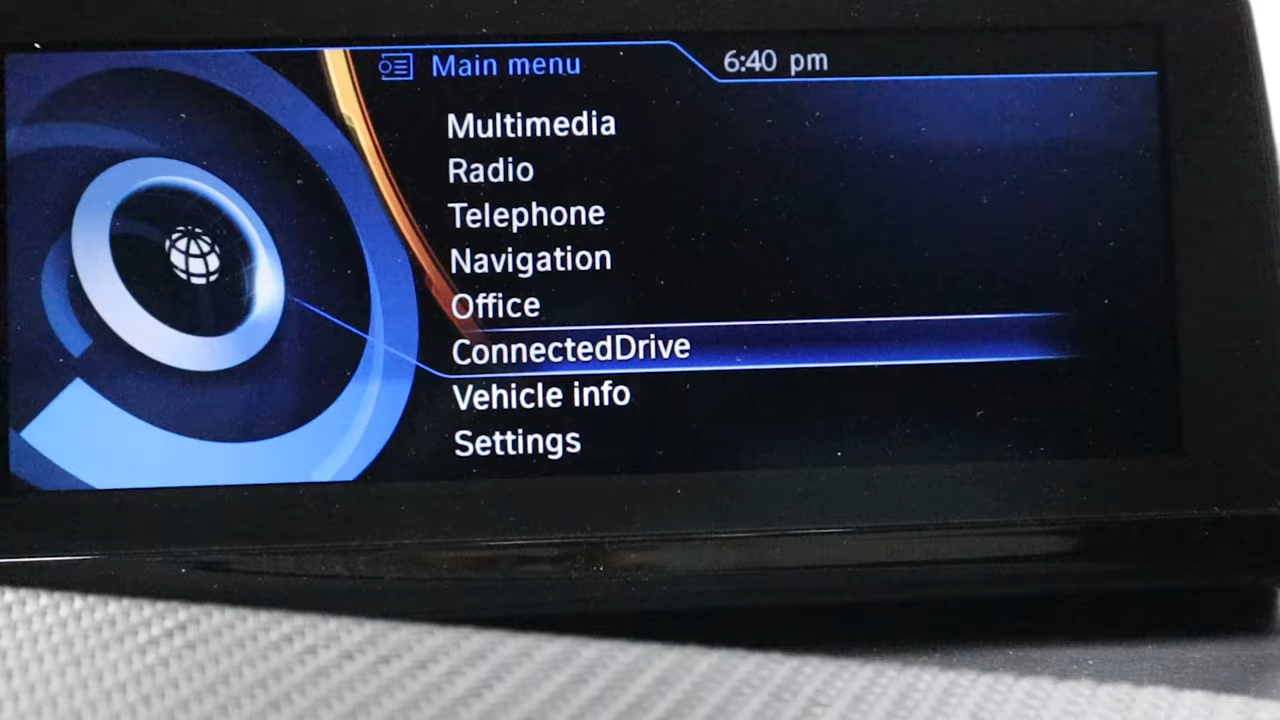 Main menu 6:40 pm
Multimedia
Radio
Telephone
Navigation
Office
ConnectedDrive
Vehicle info
Settings